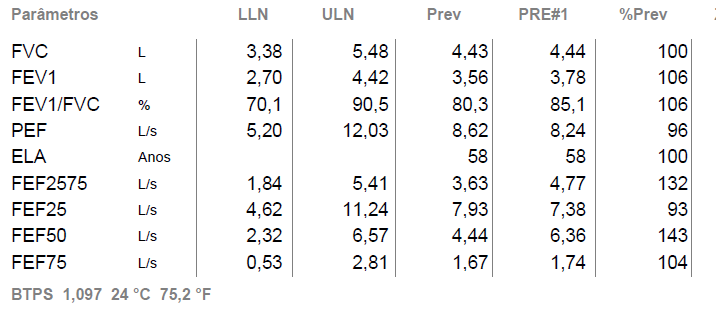 Parâmetros LLN ULN Prev PRE#1 %Prev
FVC L 3,38 5,48 4,43 4,44 100
FEV1 L 2,70 4,42 3,56 3,78 106
FEV1/FVC % 70,1 90,5 80,3 85,1 106
PEF L/s 5,20 12,03 8,62 8,24 96
ELA Anos 58 58 100
FEF2575 L/s 1,84 5,41 3,63 4,77 132
FEF25 L/s 4,62 11,24 7,93 7,38 93
FEF50 L/s 2,32 6,57 4,44 6,36 143
FEF75 L/s 0,53 2,81 1,67 1,74 104
BTPS 1,097 24 °C 75,2 °F